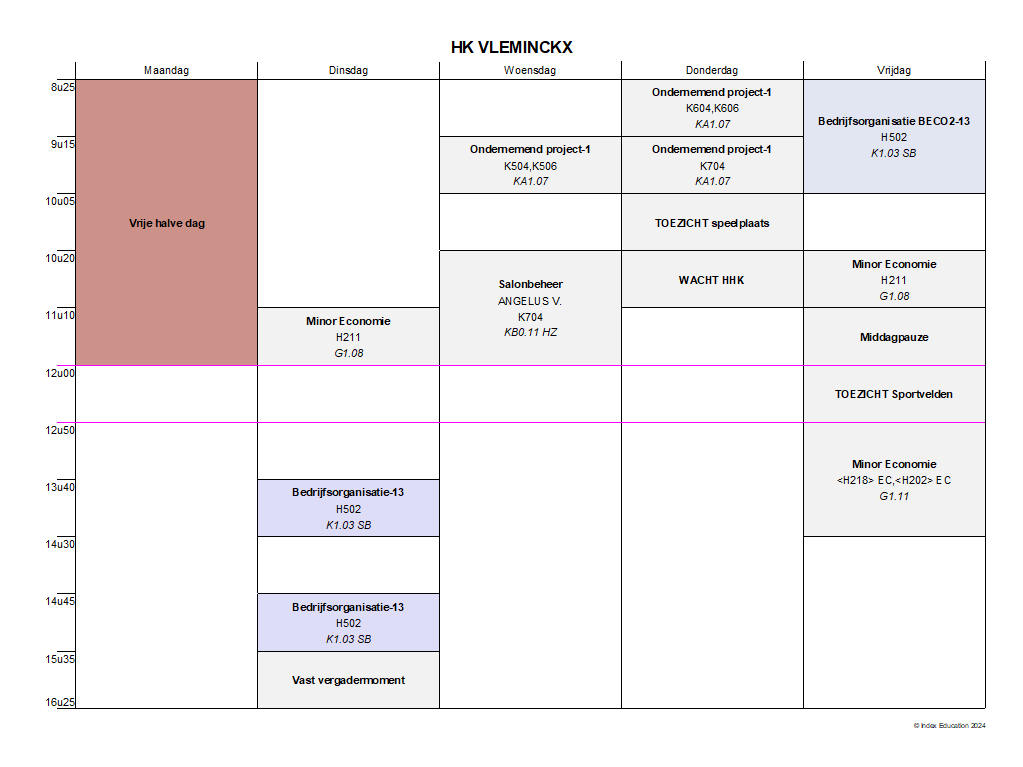 HK VLEMINCKX
Maandag
Dinsdag
Woensdag
Donderdag
Vrijdag
8u25
9u15
10u05
10u20
11u10
12u00
12u50
13u40
14u30
14u45
15u35
16u25
Vrije halve dag
Minor Economie
H211
G1.08
Bedrijfsorganisatie-13
H502
K1.03 SB
Bedrijfsorganisatie-13
H502
K1.03 SB
Vast vergadermoment
Ondernemend project-1
K504,K506
KA1.07
Salonbeheer
ANGELUS V.
K704
KB0.11 HZ
Ondernemend project-1
K604,K606
KA1.07
Ondernemend project-1
K704
KA1.07
TOEZICHT speelplaats
WACHT HHK
Bedrijfsorganisatie BECO2-13
H502
K1.03 SB
Minor Economie
H211
G1.08
Middagpauze
TOEZICHT Sportvelden
Minor Economie
<H218> EC,<H202> EC
G1.11
© Index Education 2024